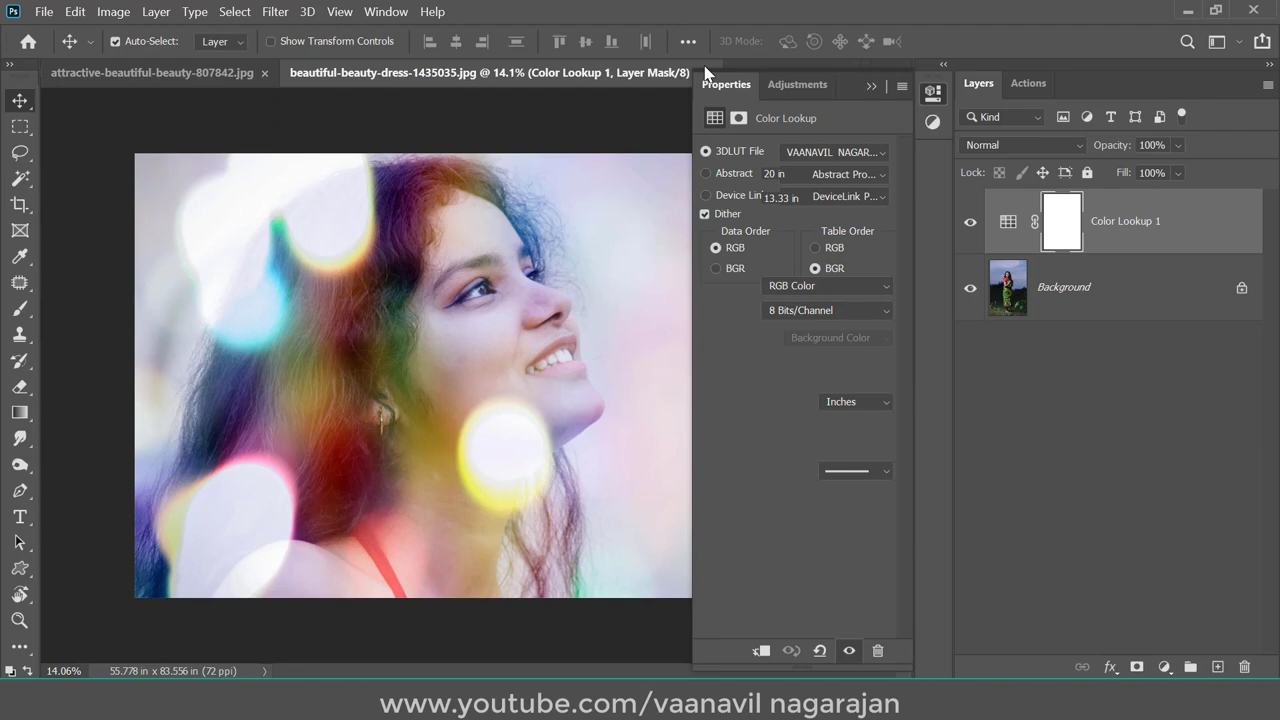 Ps File Edit Image Layer Type Select Filter 3D View Window Help
Auto-Select: Layer Show Transform Controls 3D Mode:
attractive-beautiful-beauty-807842.jpg × beautiful-beauty-dress-1435035.jpg @ 14.1% (Color Lookup 1, Layer Mask/8)
Properties Adjustments
Color Lookup
3DLUT File VAANAVIL NAGAR...
Abstract 20 in Abstract Pro...
Device Lin 13.33 in DeviceLink P...
Dither
Data Order Table Order
RGB RGB
BGR BGR
RGB Color
8 Bits/Channel
Background Color
Inches
Layers Actions
Kind
Normal Opacity: 100%
Lock: Fill: 100%
Color Lookup 1
Background
14.06% 55.778 in x 83.556 in (72 ppi)
www.youtube.com/vaanavil nagarajan